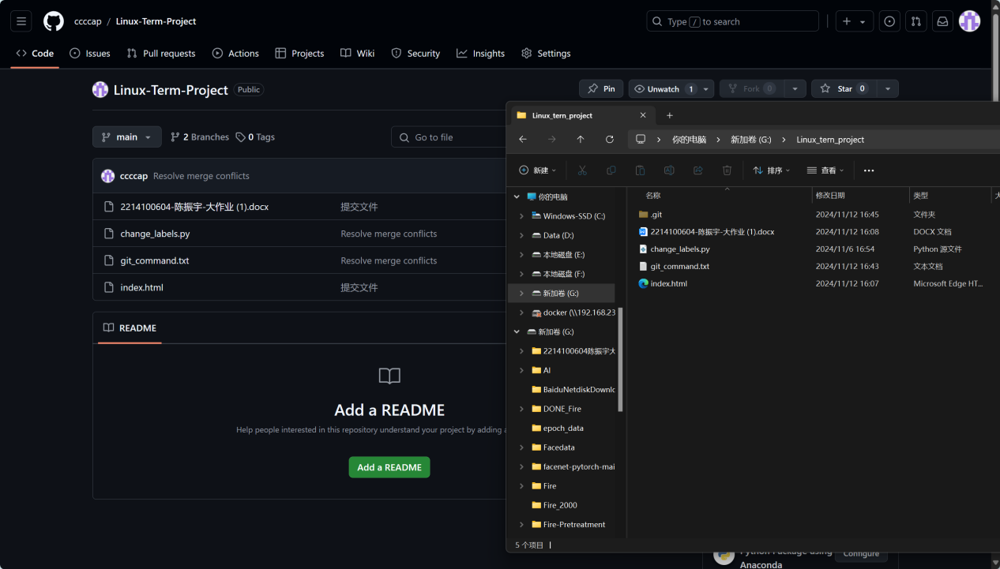 ccccap / Linux-Term-Project
Type / to search
Code Issues Pull requests Actions Projects Wiki Security Insights Settings
Linux-Term-Project Public
Pin Unwatch 1 Fork 0 Star 0
main 2 Branches 0 Tags Go to file
ccccap Resolve merge conflicts
2214100604-陈振宇-大作业 (1).docx 提交文件
change_labels.py Resolve merge conflicts
git_command.txt Resolve merge conflicts
index.html 提交文件
README
Add a README
Help people interested in this repository understand your project by adding a
Add a README
Linux_tern_project
你的电脑 新加卷 (G:) Linux_tern_project
新建 排序 查看
你的电脑
Windows-SSD (C:)
Data (D:)
本地磁盘 (E:)
本地磁盘 (F:)
新加卷 (G:)
docker (\\192.168.23
新加卷 (G:)
2214100604陈振宇大
AI
BaiduNetdiskDownlo
DONE_Fire
epoch_data
Facedata
facenet-pytorch-mai
Fire
Fire_2000
Fire-Pretreatment
名称 修改日期 类型 大
.git 2024/11/12 16:45 文件夹
2214100604-陈振宇-大作业 (1).docx 2024/11/12 16:08 DOCX 文档
change_labels.py 2024/11/6 16:54 Python 源文件
git_command.txt 2024/11/12 16:43 文本文档
index.html 2024/11/12 16:07 Microsoft Edge HT...
5 个项目
Python Package using
Anaconda
Configure